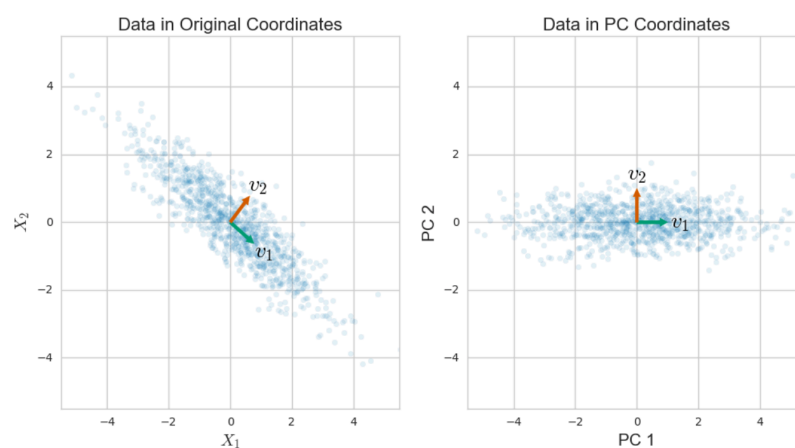 Data in Original Coordinates
4
2
0
−2
−4
X₂
v₂
v₁
−4
−2
0
2
4
X₁
Data in PC Coordinates
4
2
0
−2
−4
PC 2
v₂
v₁
−4
−2
0
2
4
PC 1